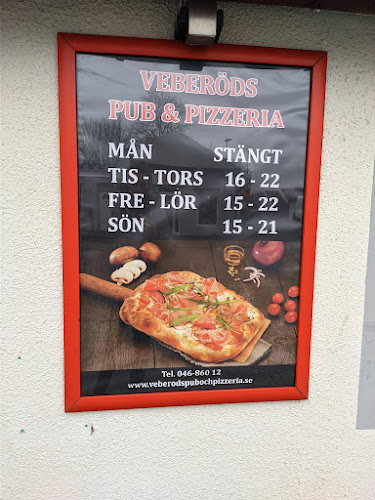 VEBERÖDS
PUB & PIZZERIA
MÅN STÄNGT
TIS - TORS 16 - 22
FRE - LÖR 15 - 22
SÖN 15 - 21
Tel. 046-860 12
www.veberodspubochpizzeria.se